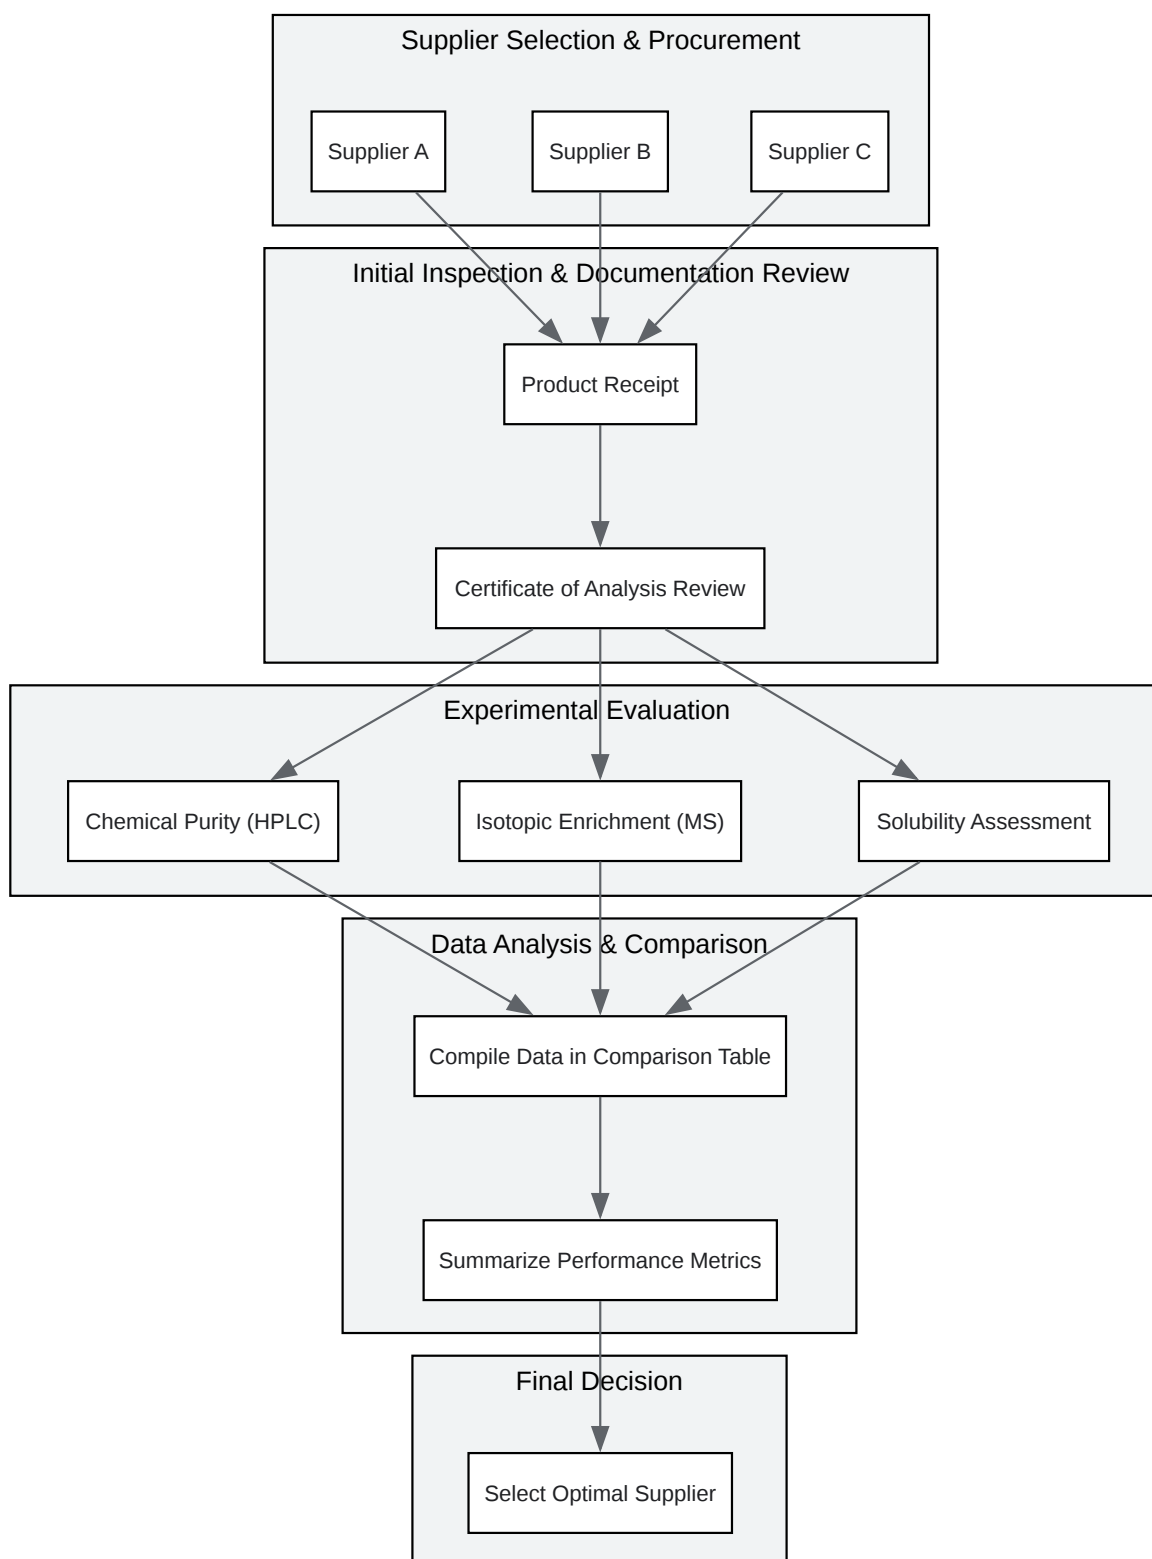 Supplier Selection & Procurement
Supplier A
Supplier B
Supplier C
Initial Inspection & Documentation Review
Product Receipt
Certificate of Analysis Review
Experimental Evaluation
Chemical Purity (HPLC)
Isotopic Enrichment (MS)
Solubility Assessment
Data Analysis & Comparison
Compile Data in Comparison Table
Summarize Performance Metrics
Final Decision
Select Optimal Supplier